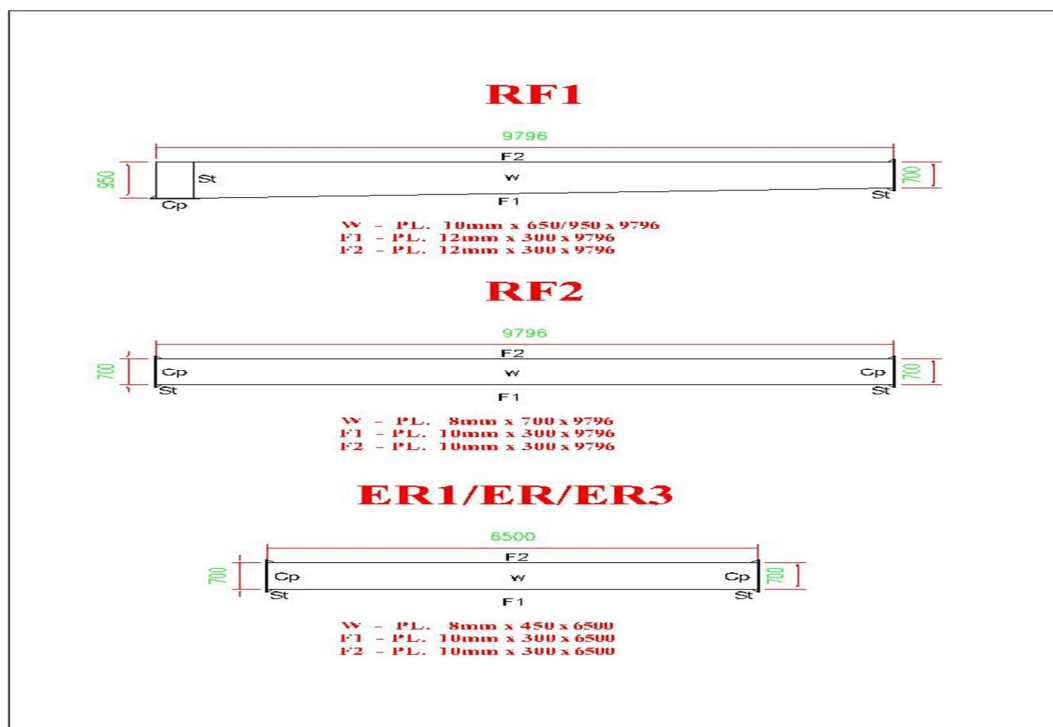 RF1
9796
F2
950
St
W
700
Cp
F1
St
W - PL. 10mm x 650/950 x 9796
F1 - PL. 12mm x 300 x 9796
F2 - PL. 12mm x 300 x 9796
RF2
9796
F2
700
Cp
W
Cp
700
St
F1
St
W - PL. 8mm x 700 x 9796
F1 - PL. 10mm x 300 x 9796
F2 - PL. 10mm x 300 x 9796
ER1/ER/ER3
6500
F2
700
Cp
W
Cp
700
St
F1
St
W - PL. 8mm x 450 x 6500
F1 - PL. 10mm x 300 x 6500
F2 - PL. 10mm x 300 x 6500